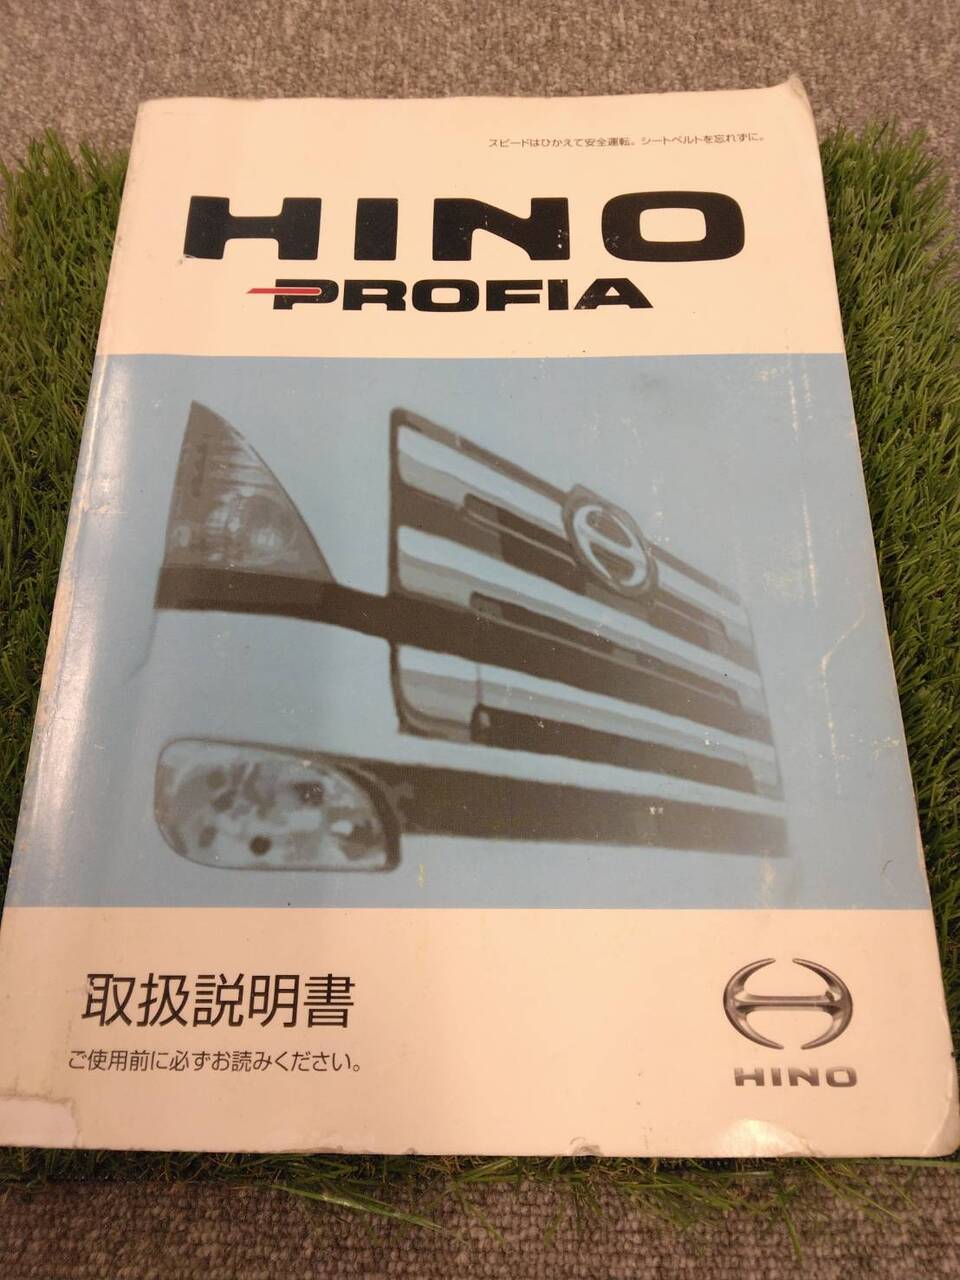 スピードはひかえて安全運転。シートベルトを忘れずに。
HINO
PROFIA
取扱説明書
ご使用前に必ずお読みください。
HINO